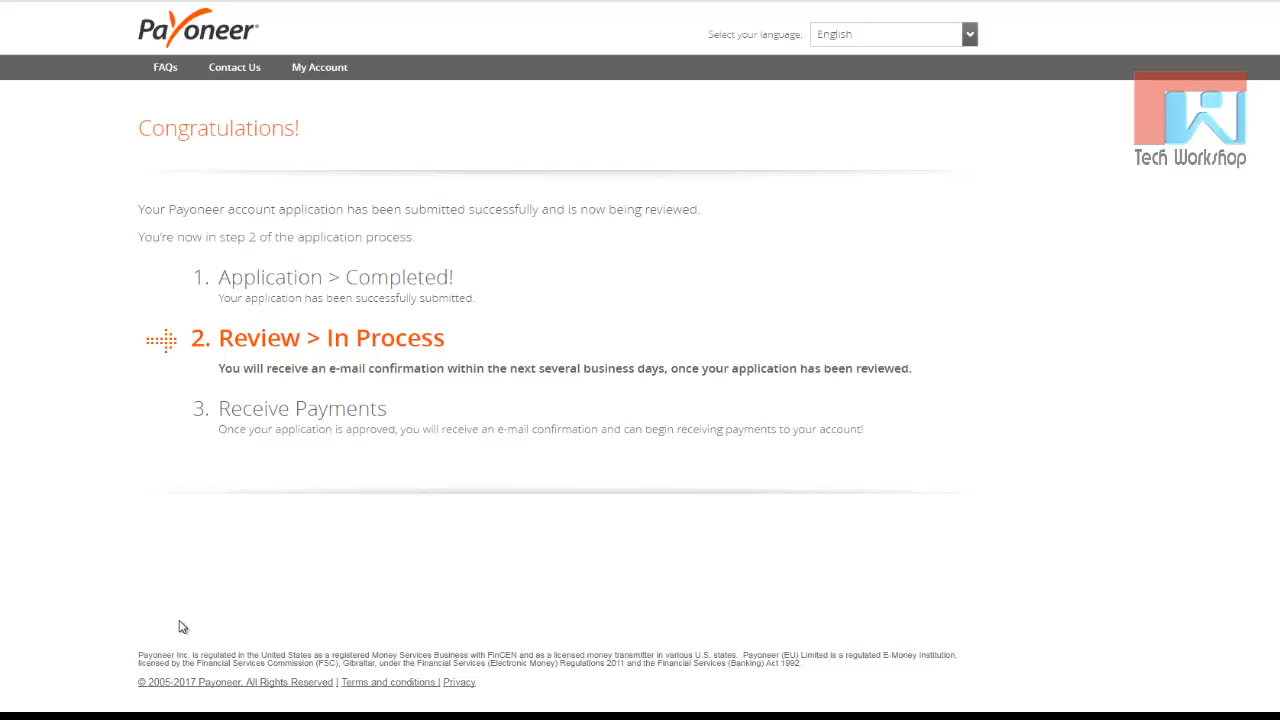 Payoneer
Select your language: English
FAQs Contact Us My Account
Tech Workshop
Congratulations!
Your Payoneer account application has been submitted successfully and is now being reviewed.
You're now in step 2 of the application process.
1. Application > Completed!
Your application has been successfully submitted.
2. Review > In Process
You will receive an e-mail confirmation within the next several business days, once your application has been reviewed.
3. Receive Payments
Once your application is approved, you will receive an e-mail confirmation and can begin receiving payments to your account!
Payoneer Inc. is regulated in the United States as a registered Money Services Business with FinCEN and as a licensed money transmitter in various U.S. states. Payoneer (EU) Limited is a regulated E-Money Institution,
licensed by the Financial Services Commission (FSC), Gibraltar, under the Financial Services (Electronic Money) Regulations 2011 and the Financial Services (Banking) Act 1992.
© 2005-2017 Payoneer, All Rights Reserved | Terms and conditions | Privacy